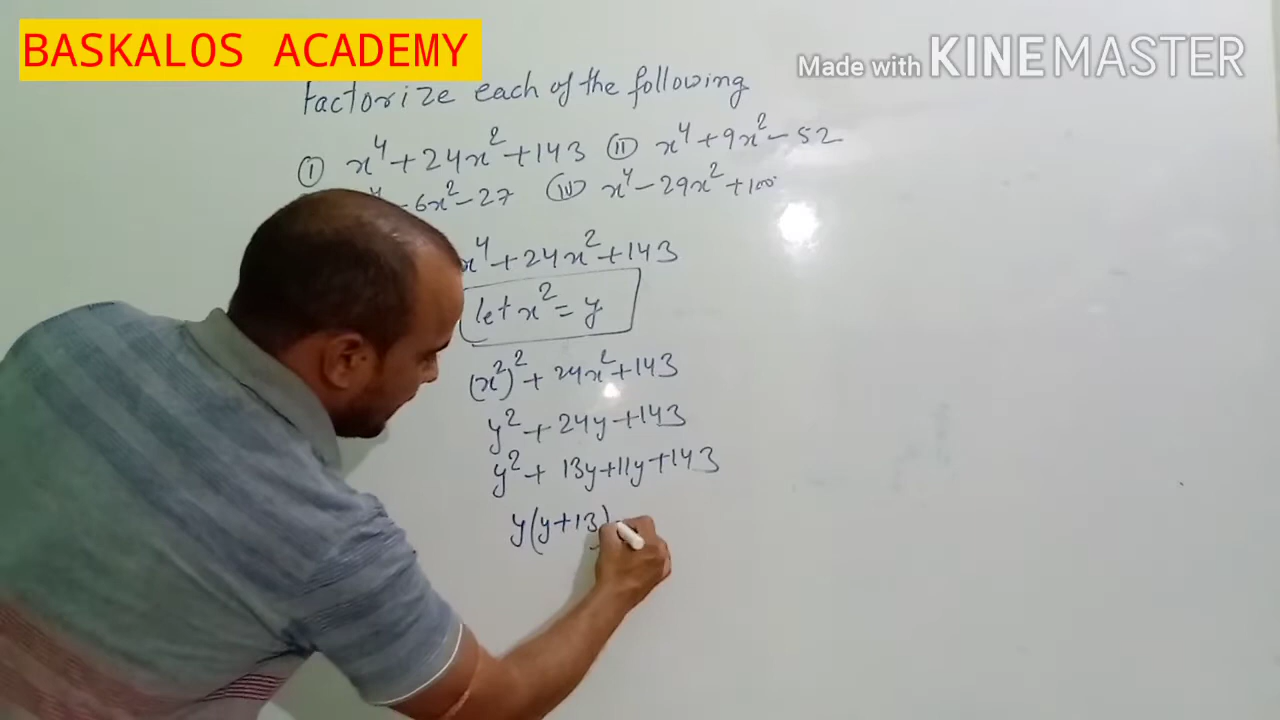 BASKALOS ACADEMY
Made with KINEMASTER
Factorize each of the following
(I) x⁴+24x²+143 (II) x⁴+9x²-52
-6x²-27 (IV) x⁴-29x²+100
x⁴+24x²+143
let x²=y
(x²)²+24x²+143
y²+24y+143
y²+13y+11y+143
y(y+13)